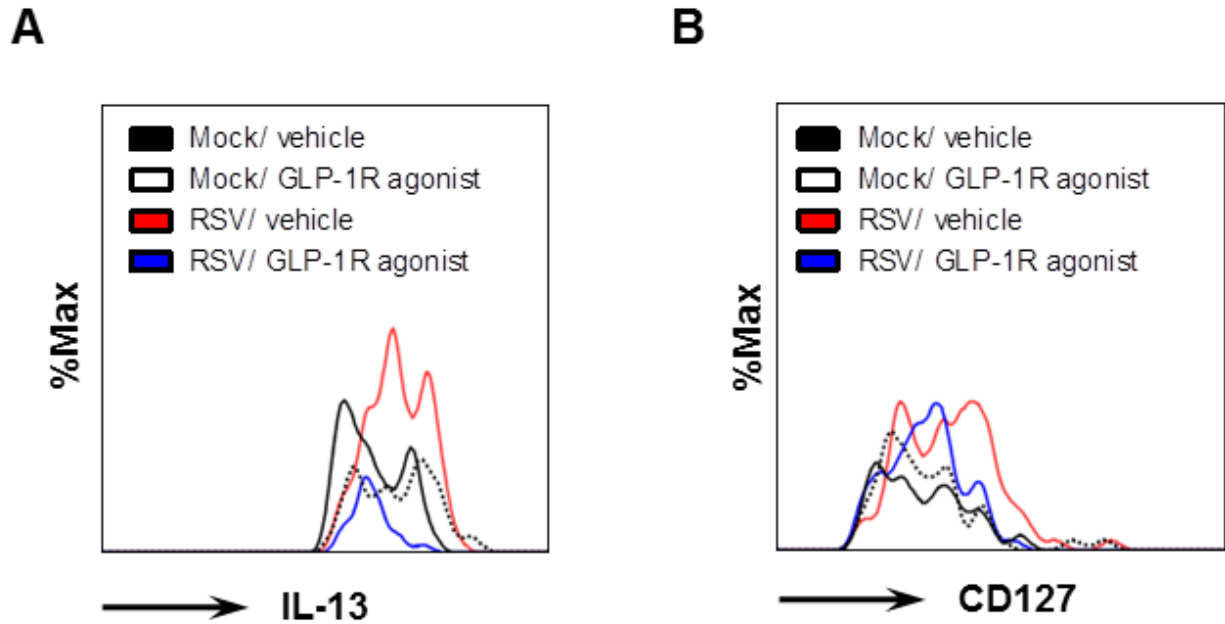 A
Mock/ vehicle
Mock/ GLP-1R agonist
RSV/ vehicle
RSV/ GLP-1R agonist
%Max
IL-13
B
Mock/ vehicle
Mock/ GLP-1R agonist
RSV/ vehicle
RSV/ GLP-1R agonist
%Max
CD127